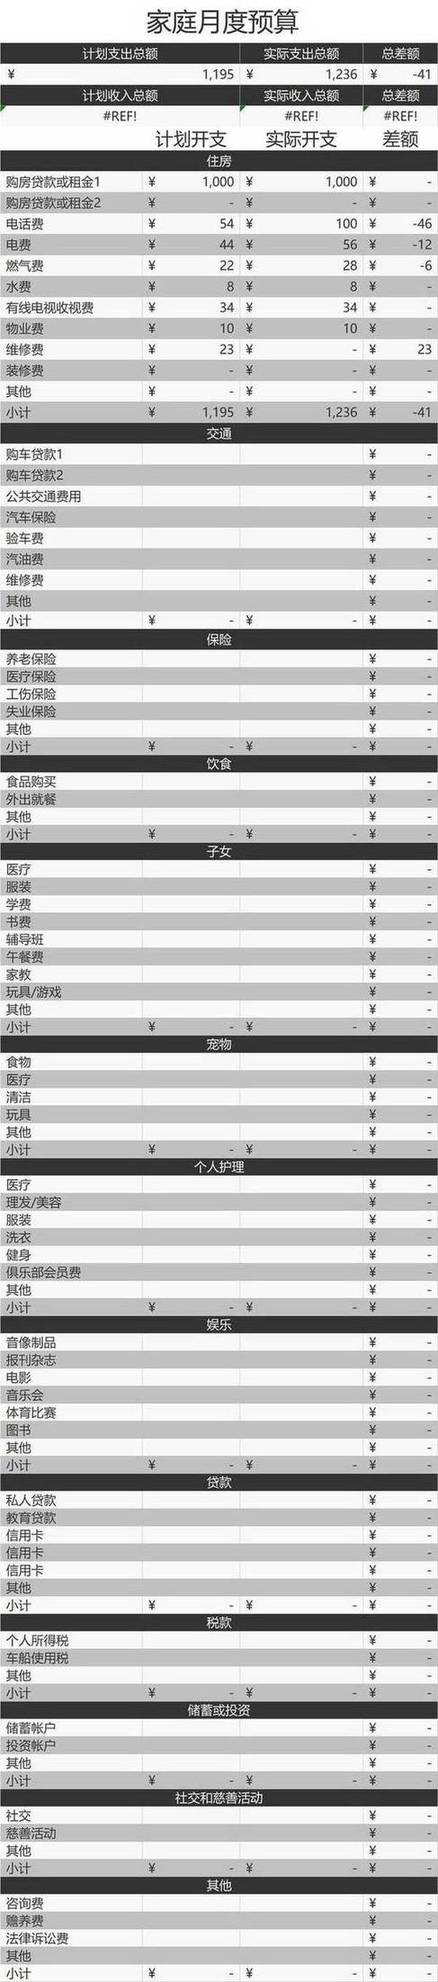 家庭月度预算
计划支出总额 实际支出总额 总差额
¥ 1,195 ¥ 1,236 ¥ -41
计划收入总额 实际收入总额 总差额
#REF! #REF! #REF!
计划开支 实际开支 差额
住房
购房贷款或租金1 ¥ 1,000 ¥ 1,000 ¥ -
购房贷款或租金2 ¥ - ¥ - ¥ -
电话费 ¥ 54 ¥ 100 ¥ -46
电费 ¥ 44 ¥ 56 ¥ -12
燃气费 ¥ 22 ¥ 28 ¥ -6
水费 ¥ 8 ¥ 8 ¥ -
有线电视收视费 ¥ 34 ¥ 34 ¥ -
物业费 ¥ 10 ¥ 10 ¥ -
维修费 ¥ 23 ¥ - ¥ 23
装修费 ¥ - ¥ - ¥ -
其他 ¥ - ¥ - ¥ -
小计 ¥ 1,195 ¥ 1,236 ¥ -41
交通
购车贷款1 ¥ -
购车贷款2 ¥ -
公共交通费用 ¥ -
汽车保险 ¥ -
验车费 ¥ -
汽油费 ¥ -
维修费 ¥ -
其他 ¥ -
小计 ¥ - ¥ - ¥ -
保险
养老保险 ¥ -
医疗保险 ¥ -
工伤保险 ¥ -
失业保险 ¥ -
其他 ¥ -
小计 ¥ - ¥ - ¥ -
饮食
食品购买 ¥ -
外出就餐 ¥ -
其他 ¥ -
小计 ¥ - ¥ - ¥ -
子女
医疗 ¥ -
服装 ¥ -
学费 ¥ -
书费 ¥ -
辅导班 ¥ -
午餐费 ¥ -
家教 ¥ -
玩具/游戏 ¥ -
其他 ¥ -
小计 ¥ - ¥ - ¥ -
宠物
食物 ¥ -
医疗 ¥ -
清洁 ¥ -
玩具 ¥ -
其他 ¥ -
小计 ¥ - ¥ - ¥ -
个人护理
医疗 ¥ -
理发/美容 ¥ -
服装 ¥ -
洗衣 ¥ -
健身 ¥ -
俱乐部会员费 ¥ -
其他 ¥ -
小计 ¥ - ¥ - ¥ -
娱乐
音像制品 ¥ -
报刊杂志 ¥ -
电影 ¥ -
音乐会 ¥ -
体育比赛 ¥ -
图书 ¥ -
其他 ¥ -
小计 ¥ - ¥ - ¥ -
贷款
私人贷款 ¥ -
教育贷款 ¥ -
信用卡 ¥ -
信用卡 ¥ -
信用卡 ¥ -
其他 ¥ -
小计 ¥ - ¥ - ¥ -
税款
个人所得税 ¥ -
车船使用税 ¥ -
其他 ¥ -
小计 ¥ - ¥ - ¥ -
储蓄或投资
储蓄帐户 ¥ -
投资帐户 ¥ -
其他 ¥ -
小计 ¥ - ¥ - ¥ -
社交和慈善活动
社交 ¥ -
慈善活动 ¥ -
其他 ¥ -
小计 ¥ - ¥ - ¥ -
其他
咨询费 ¥ -
赡养费 ¥ -
法律诉讼费 ¥ -
其他 ¥ -
小计 ¥ - ¥ - ¥ -